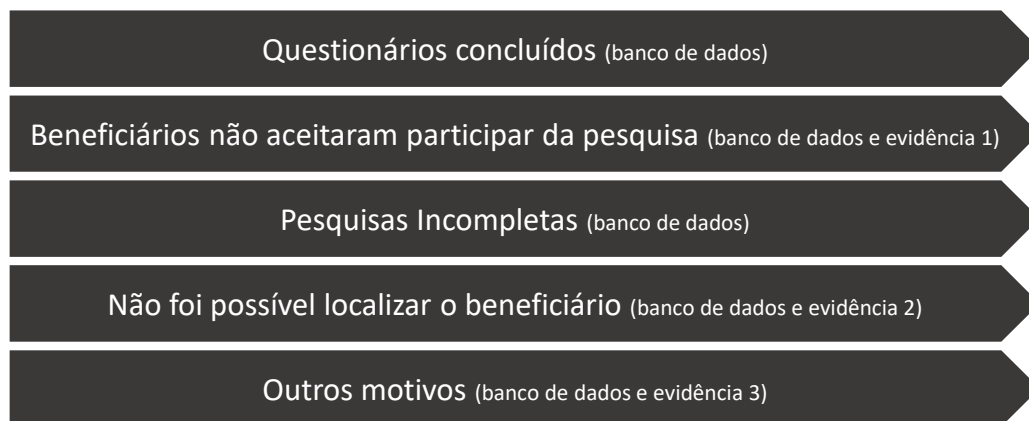 Questionários concluídos (banco de dados)
Beneficiários não aceitaram participar da pesquisa (banco de dados e evidência 1)
Pesquisas Incompletas (banco de dados)
Não foi possível localizar o beneficiário (banco de dados e evidência 2)
Outros motivos (banco de dados e evidência 3)